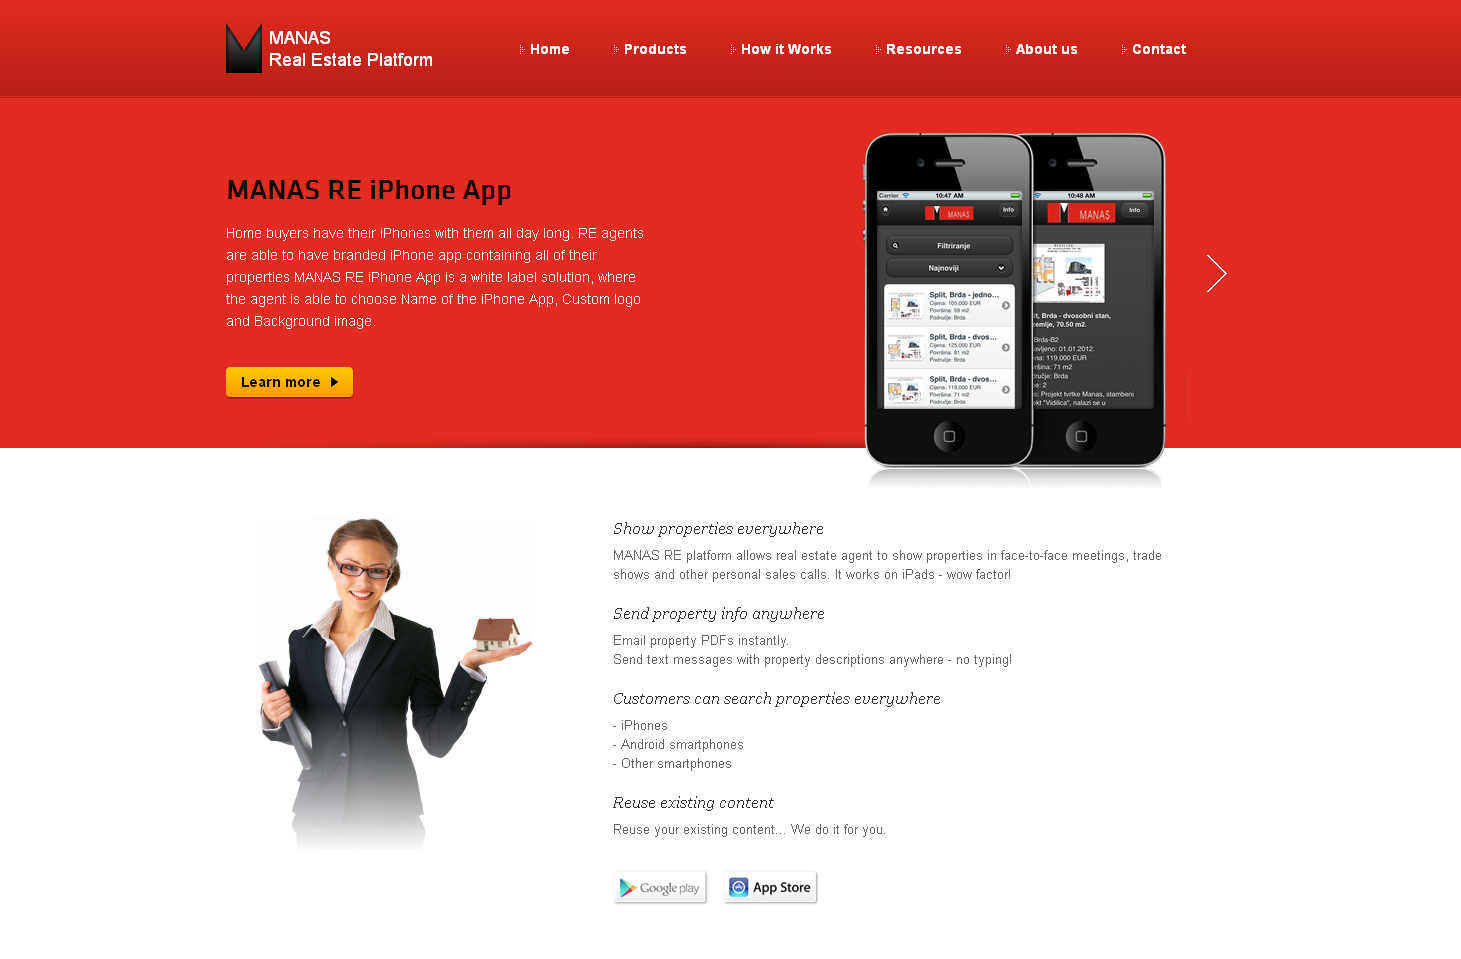 MANAS
Real Estate Platform
Home
Products
How it Works
Resources
About us
Contact
MANAS RE iPhone App
Home buyers have their iPhones with them all day long. RE agents
are able to have branded iPhone app containing all of their
properties MANAS RE iPhone App is a white label solution, where
the agent is able to choose Name of the iPhone App, Custom logo
and Background image.
Learn more
Carrier
10:47 AM
MANAS
Info
Filtriranje
Najnoviji
Split, Brda - jedno...
Cijena: 105,000 EUR
Površina: 59 m2
Područje: Brda
Split, Brda - dvos...
Cijena: 125,000 EUR
Površina: 81 m2
Područje: Brda
Split, Brda - dvos...
Cijena: 119,000 EUR
Površina: 71 m2
Područje: Brda
10:48 AM
MANAS
Info
lit, Brda - dvosobni stan,
zemlje, 70.50 m2.
Brda-B2
avljeno: 01.01.2012.
ena: 119,000 EUR
vršina: 71 m2
dručje: Brda
be: 2
is: Projekt tvrtke Manas, stambeni
jekt "Vidilica", nalazi se u
Show properties everywhere
MANAS RE platform allows real estate agent to show properties in face-to-face meetings, trade
shows and other personal sales calls. It works on iPads - wow factor!
Send property info anywhere
Email property PDFs instantly.
Send text messages with property descriptions anywhere - no typing!
Customers can search properties everywhere
- iPhones
- Android smartphones
- Other smartphones
Reuse existing content
Reuse your existing content... We do it for you.
Google play
App Store